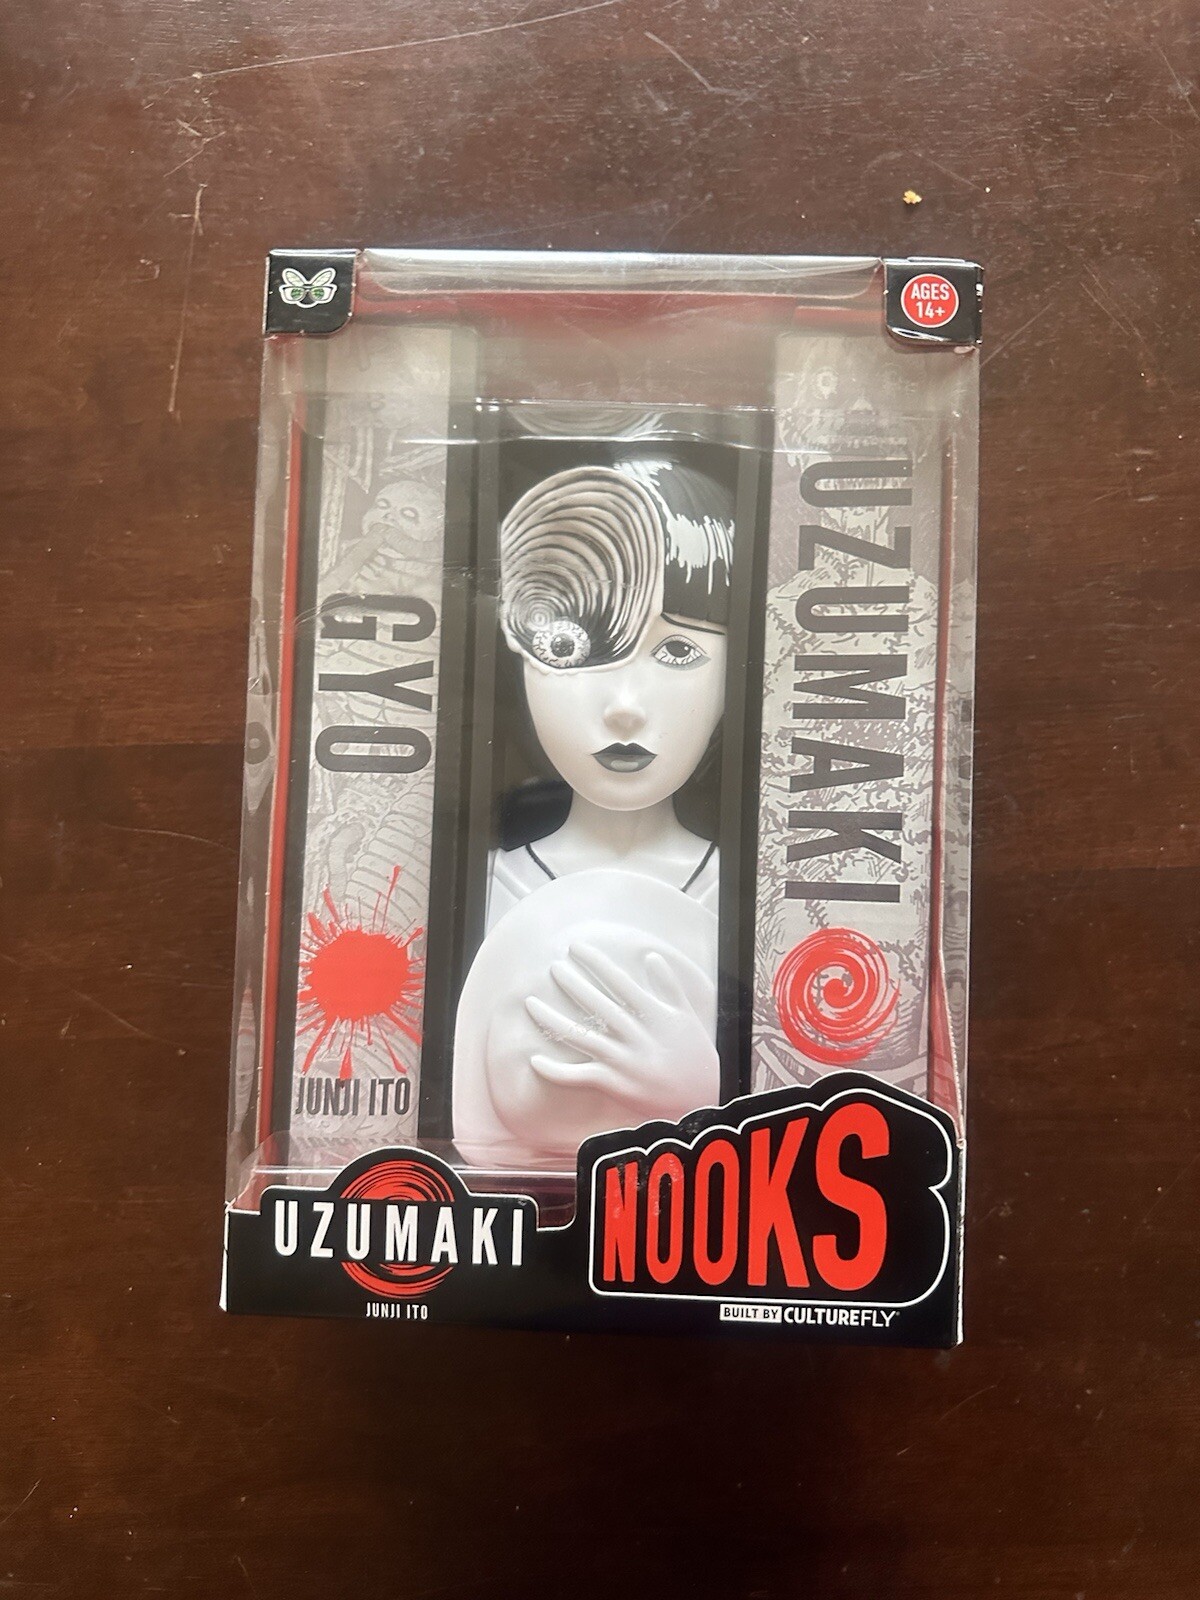 AGES
14+
GYO
JUNJI ITO
UZUMAKI
UZUMAKI
JUNJI ITO
NOOKS
BUILT BY CULTUREFLY